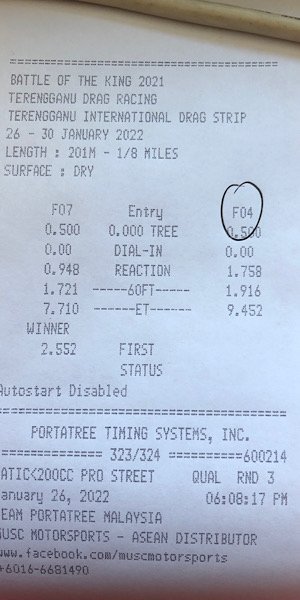 ==================================
BATTLE OF THE KING 2021
TERENGGANU DRAG RACING
TERENGGANU INTERNATIONAL DRAG STRIP
26 - 30 JANUARY 2022
LENGTH : 201M - 1/8 MILES
SURFACE : DRY
F07 Entry F04
0.500 0.000 TREE 0.500
0.00 DIAL-IN 0.00
0.948 REACTION 1.758
1.721 -----60FT----- 1.916
7.710 ------ET------ 9.452
WINNER
2.552 FIRST
STATUS
Autostart Disabled
==================================
PORTATREE TIMING SYSTEMS, INC.
============== 323/324 ==========600214
ATIC<200CC PRO STREET QUAL RND 3
anuary 26, 2022 06:08:17 PM
EAM PORTATREE MALAYSIA
MUSC MOTORSPORTS - ASEAN DISTRIBUTOR
www.facebook.com/muscmotorsports
+6016-6681490